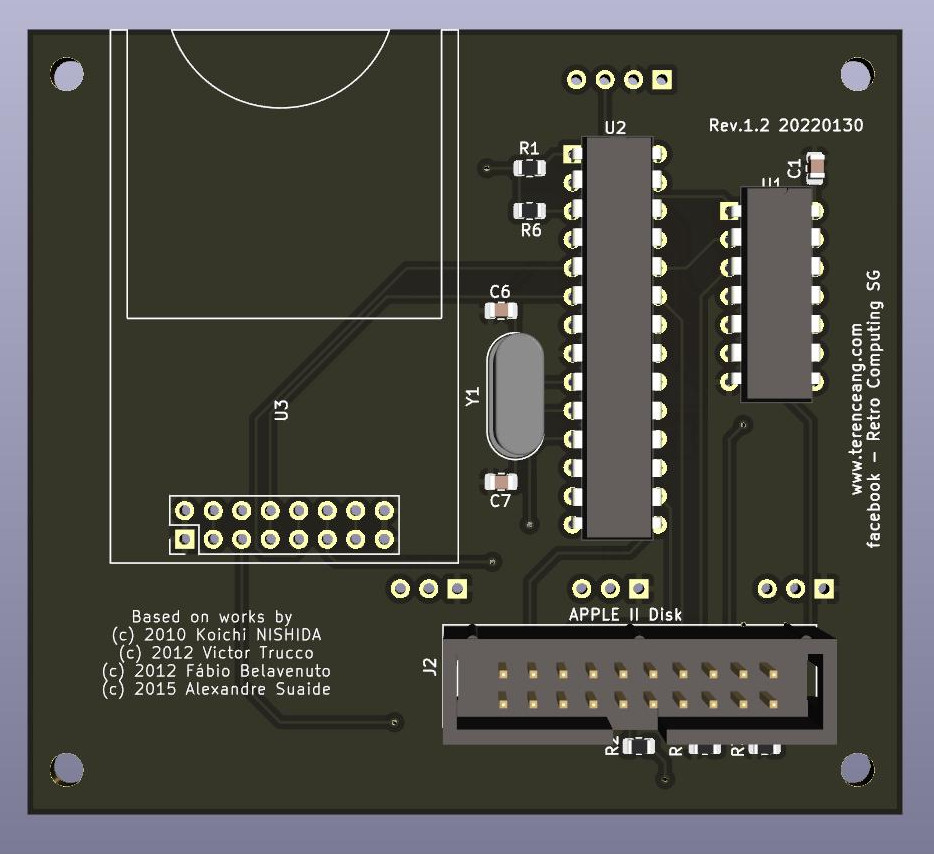 U2
Rev.1.2 20220130
R1
C1
U1
R6
C6
Y1
U3
C7
www.terenceang.com
facebook – Retro Computing SG
APPLE II Disk
Based on works by
(c) 2010 Koichi NISHIDA
(c) 2012 Victor Trucco
(c) 2012 Fábio Belavenuto
(c) 2015 Alexandre Suaide
J2